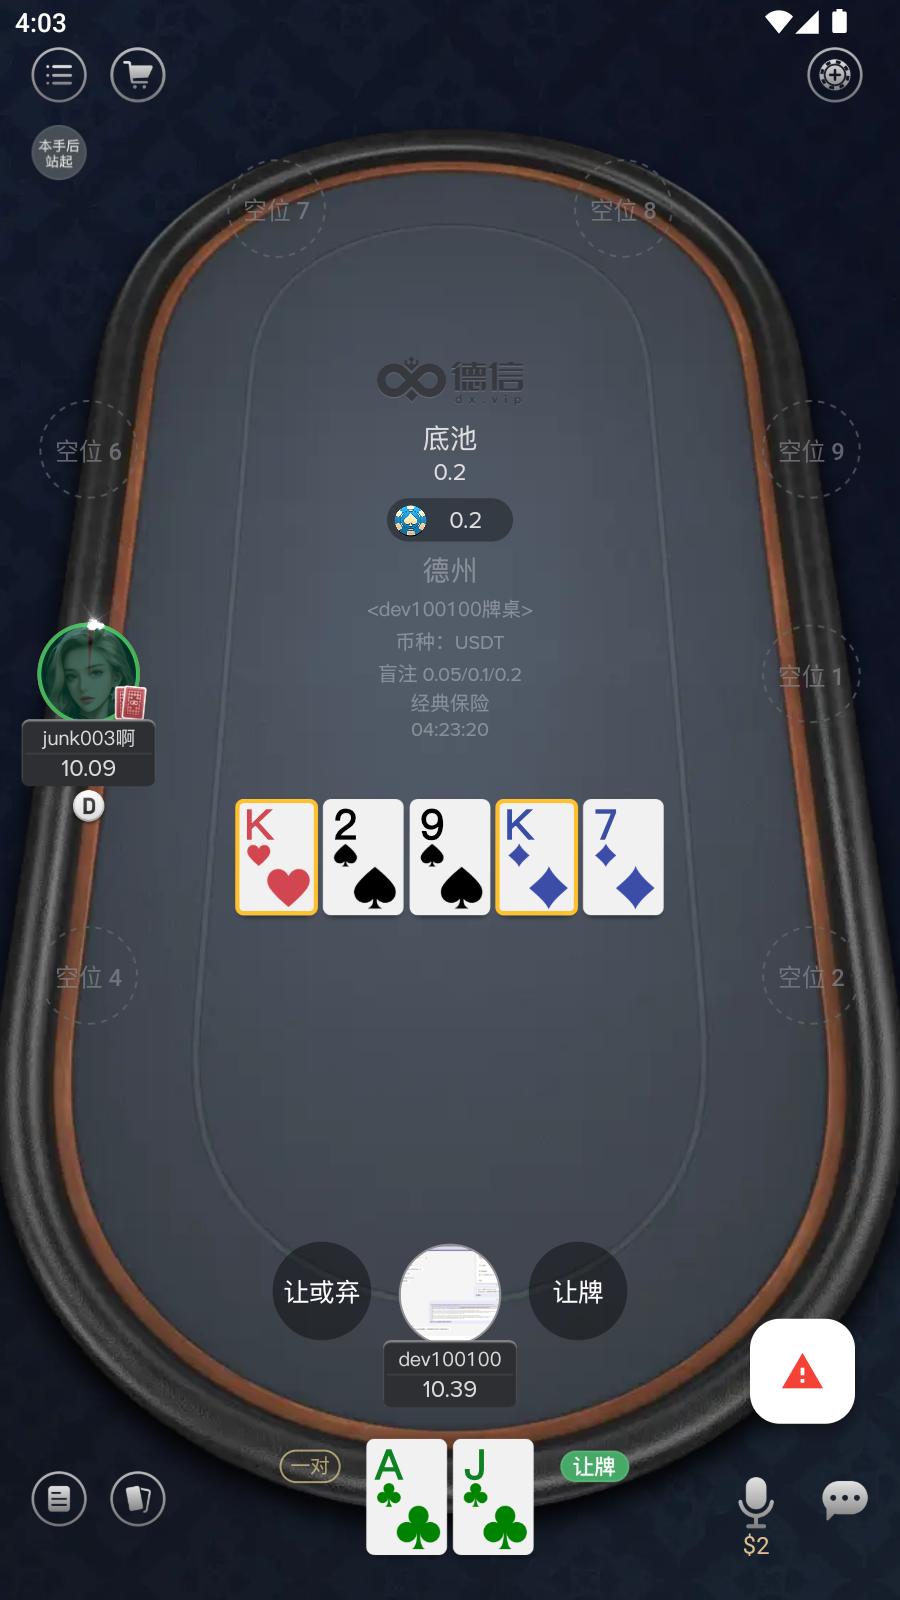 4:03
本手后
站起
空位 7
空位 8
德信
dx.vip
底池
0.2
0.2
空位 6
空位 9
德州
<dev100100牌桌>
币种：USDT
盲注 0.05/0.1/0.2
经典保险
04:23:20
空位 1
junk003啊
10.09
D
K
2
9
K
7
空位 4
空位 2
让或弃
让牌
dev100100
10.39
一对
A
J
让牌
$2